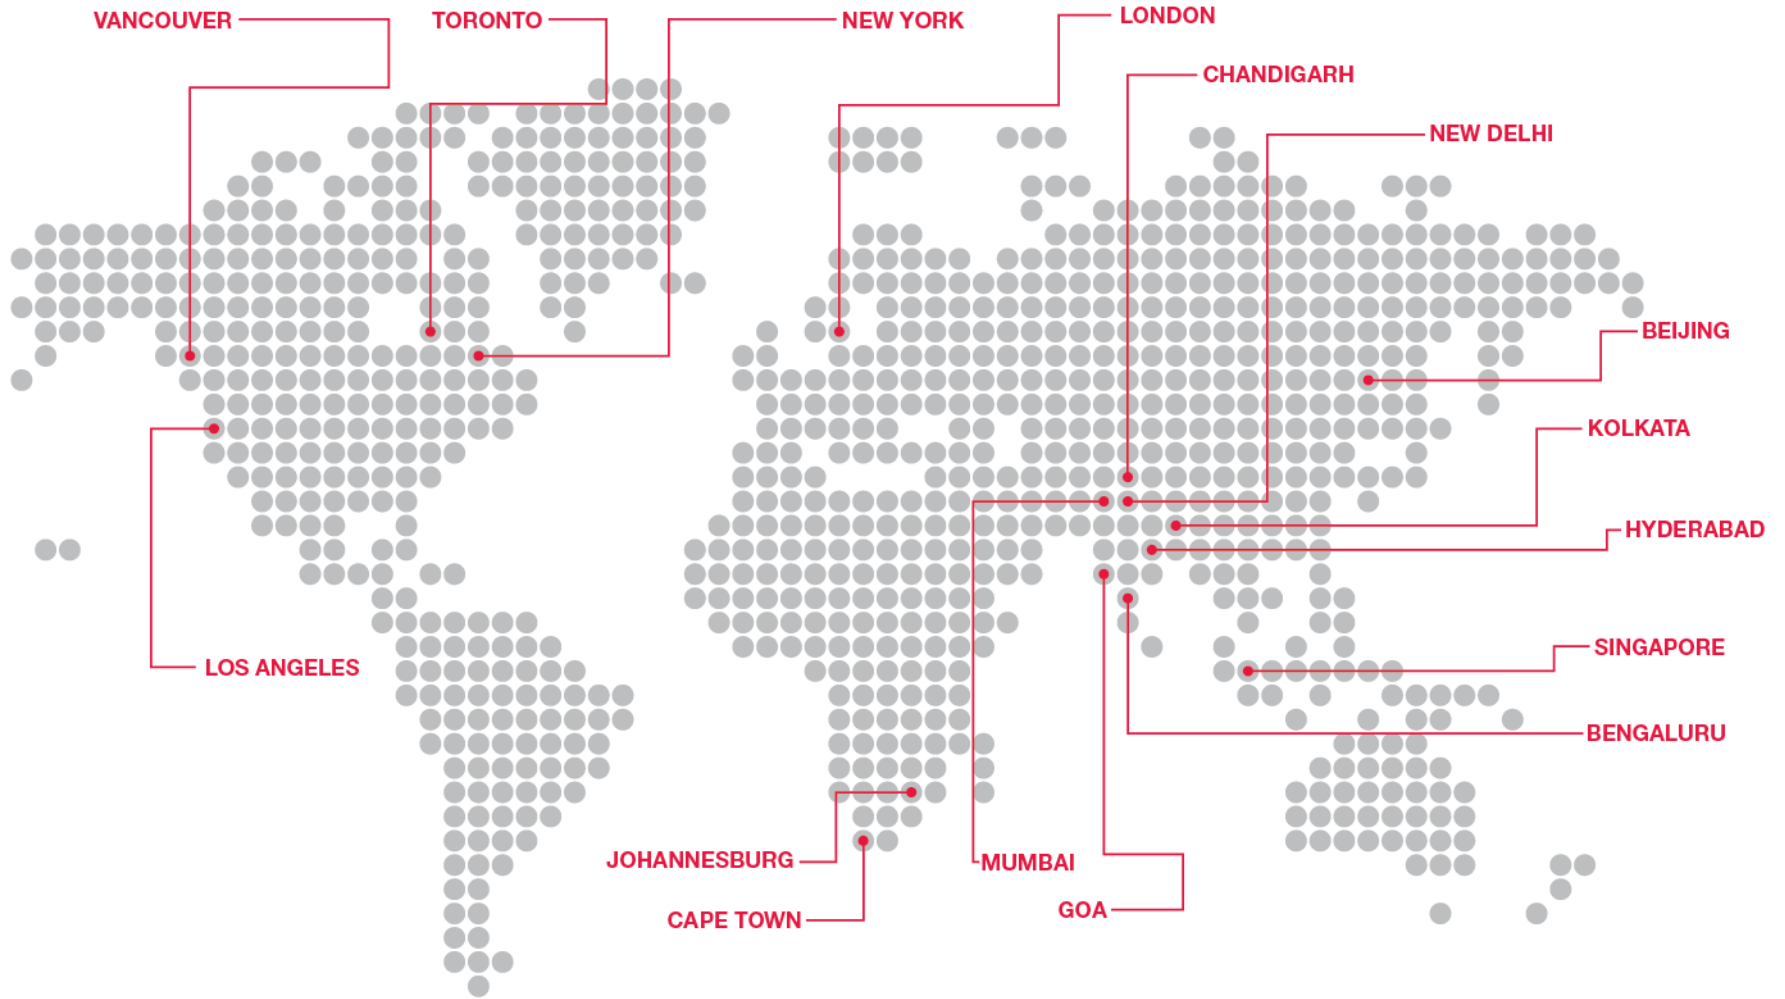 VANCOUVER
TORONTO
NEW YORK
LONDON
CHANDIGARH
NEW DELHI
BEIJING
KOLKATA
HYDERABAD
SINGAPORE
LOS ANGELES
BENGALURU
JOHANNESBURG
MUMBAI
GOA
CAPE TOWN